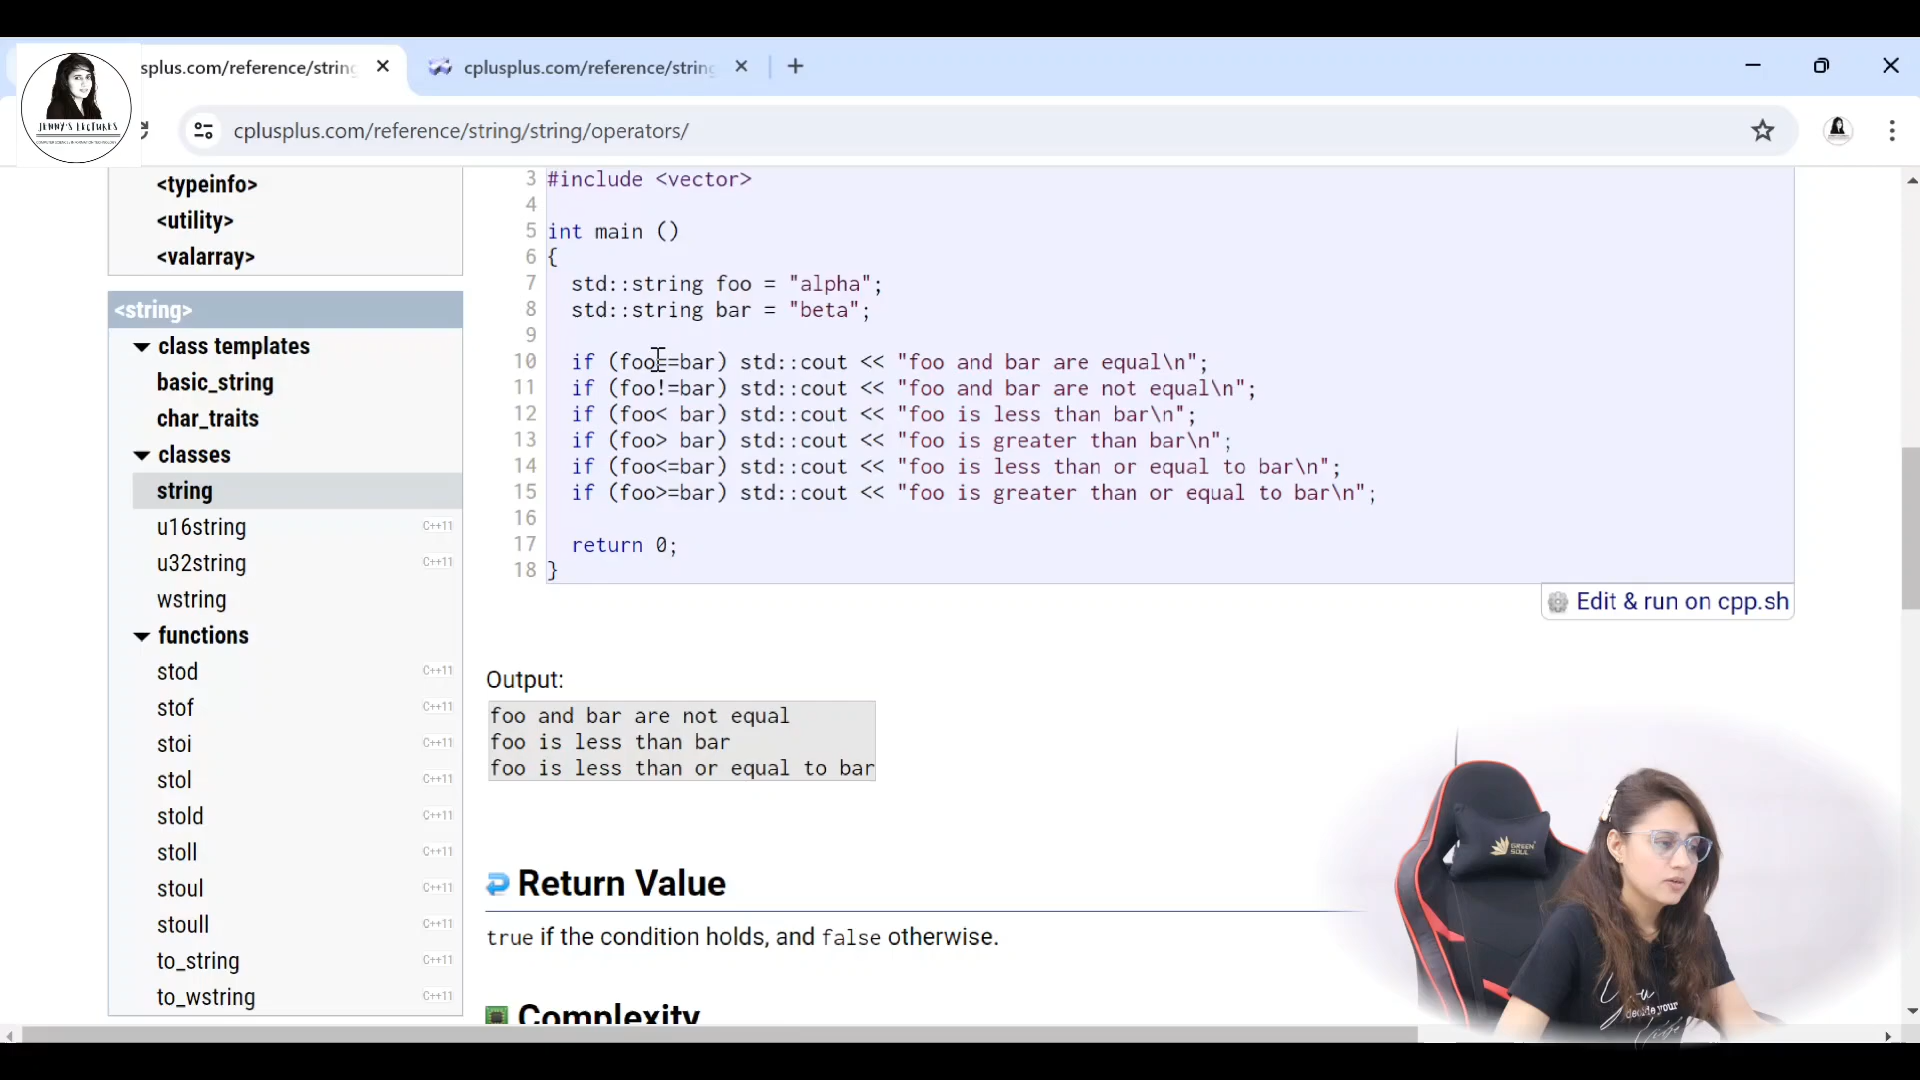 JENNY'S LECTURES
splus.com/reference/string
cplusplus.com/reference/string
cplusplus.com/reference/string/string/operators/
<typeinfo>
<utility>
<valarray>
<string>
class templates
basic_string
char_traits
classes
string
u16string C++11
u32string C++11
wstring
functions
stod C++11
stof C++11
stoi C++11
stol C++11
stold C++11
stoll C++11
stoul C++11
stoull C++11
to_string C++11
to_wstring C++11
3 #include <vector>
4
5 int main ()
6 {
7 std::string foo = "alpha";
8 std::string bar = "beta";
9
10 if (foo==bar) std::cout << "foo and bar are equal\n";
11 if (foo!=bar) std::cout << "foo and bar are not equal\n";
12 if (foo< bar) std::cout << "foo is less than bar\n";
13 if (foo> bar) std::cout << "foo is greater than bar\n";
14 if (foo<=bar) std::cout << "foo is less than or equal to bar\n";
15 if (foo>=bar) std::cout << "foo is greater than or equal to bar\n";
16
17 return 0;
18 }
Edit & run on cpp.sh
Output:
foo and bar are not equal
foo is less than bar
foo is less than or equal to bar
Return Value
true if the condition holds, and false otherwise.
Complexity
GREEN
SOUL
You
decide your